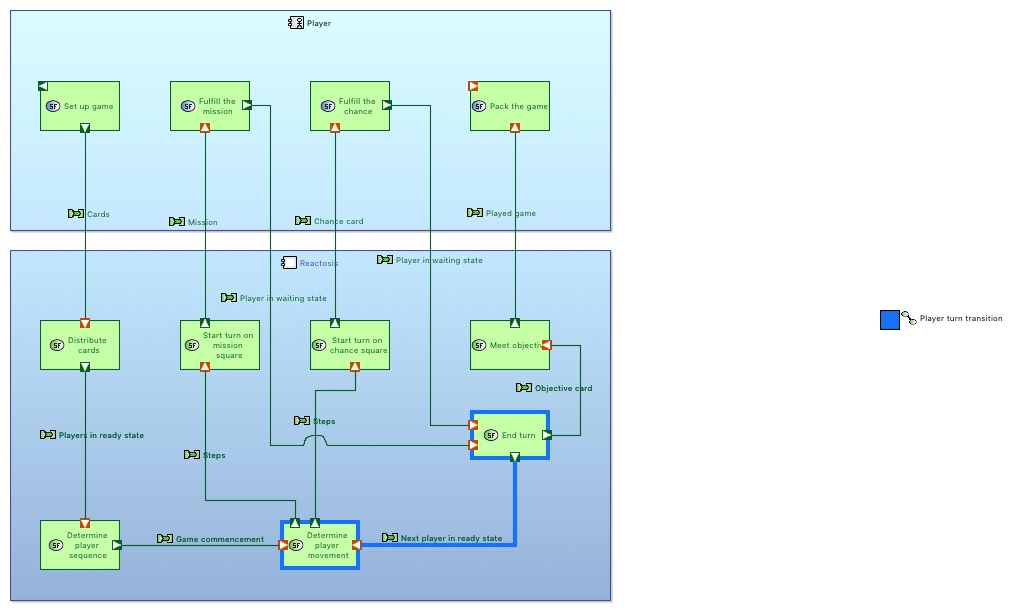 Player
SF Set up game
SF Fulfill the
mission
SF Fulfill the
chance
SF Pack the game
Cards
Mission
Chance card
Played game
Reactosis
Player in waiting state
Player in waiting state
SF Distribute
cards
SF Start turn on
mission
square
SF Start turn on
chance square
SF Meet objectiv
Player turn transition
Objective card
Players in ready state
Steps
Steps
SF End turn
SF Determine
player
sequence
Game commencement
SF Determine
player
movement
Next player in ready state